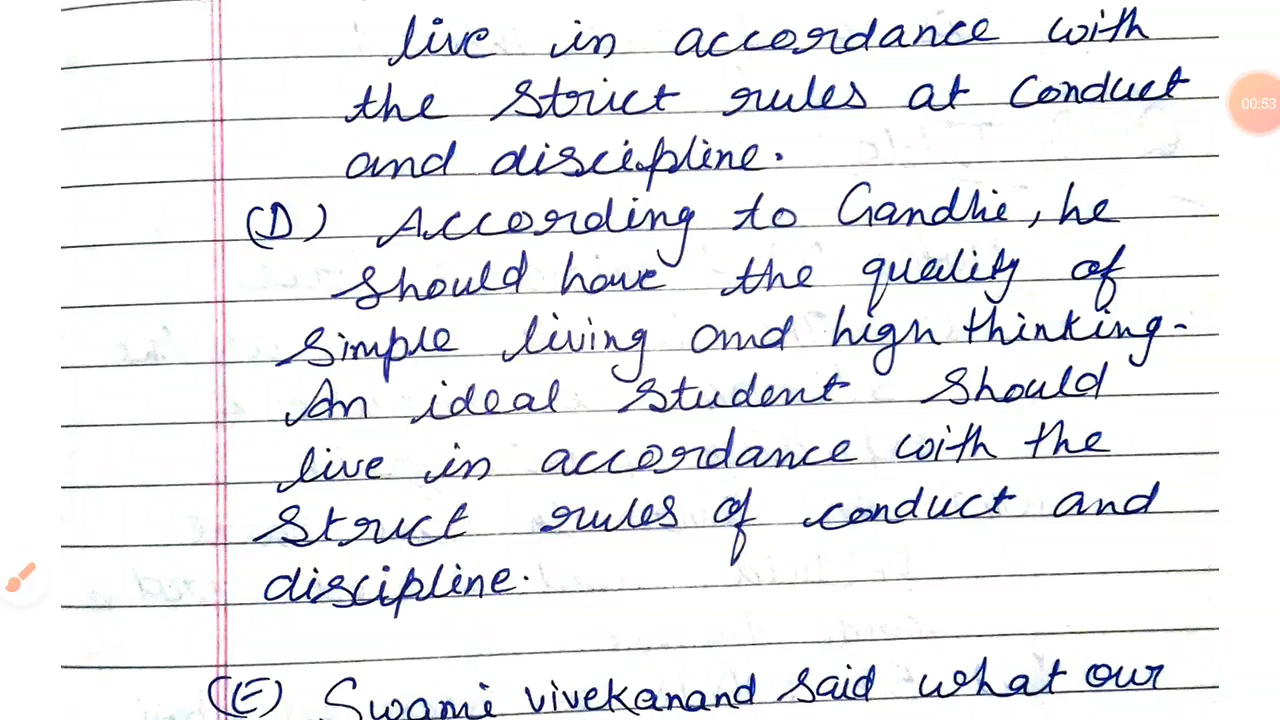 live in accordance with
the strict rules at conduct
and discipline.
(D) According to Gandhi, he
should have the quality of
simple living and high thinking-
An ideal student should
live in accordance with the
strict rules of conduct and
discipline.
(E) Swami vivekanand said what our
00:53